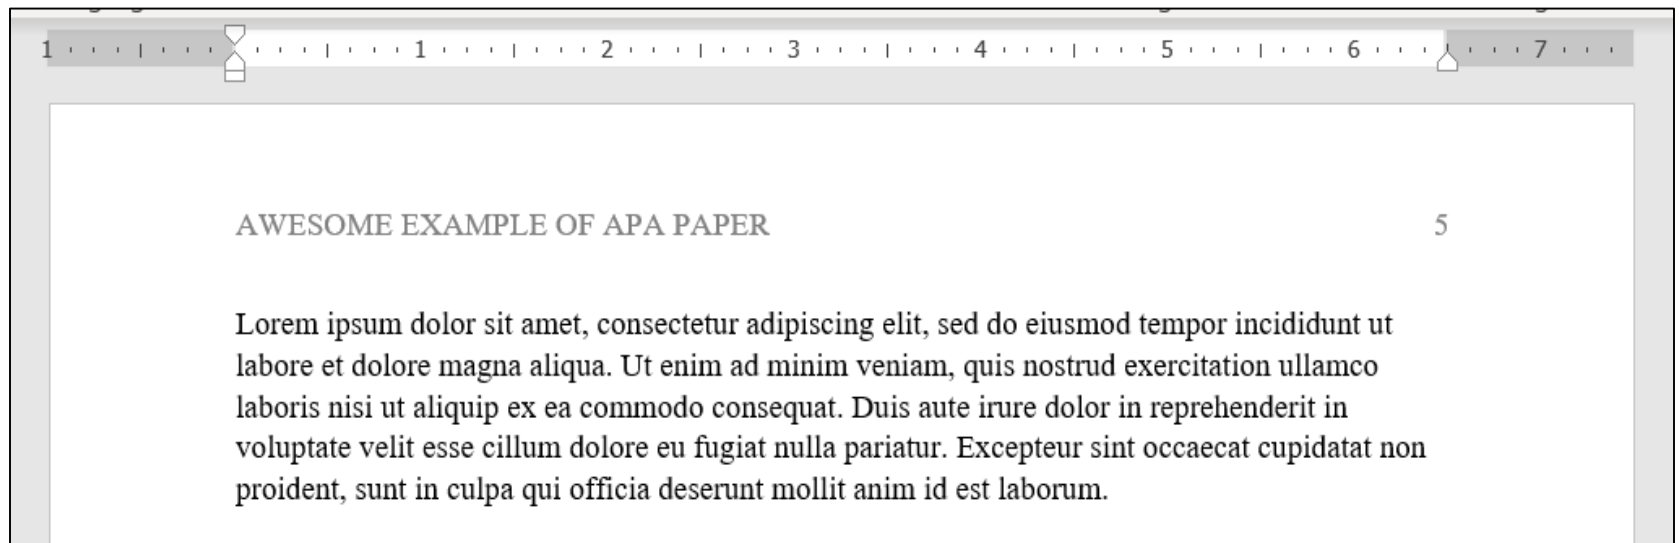 1 1 2 3 4 5 6 7
AWESOME EXAMPLE OF APA PAPER 5
Lorem ipsum dolor sit amet, consectetur adipiscing elit, sed do eiusmod tempor incididunt ut
labore et dolore magna aliqua. Ut enim ad minim veniam, quis nostrud exercitation ullamco
laboris nisi ut aliquip ex ea commodo consequat. Duis aute irure dolor in reprehenderit in
voluptate velit esse cillum dolore eu fugiat nulla pariatur. Excepteur sint occaecat cupidatat non
proident, sunt in culpa qui officia deserunt mollit anim id est laborum.